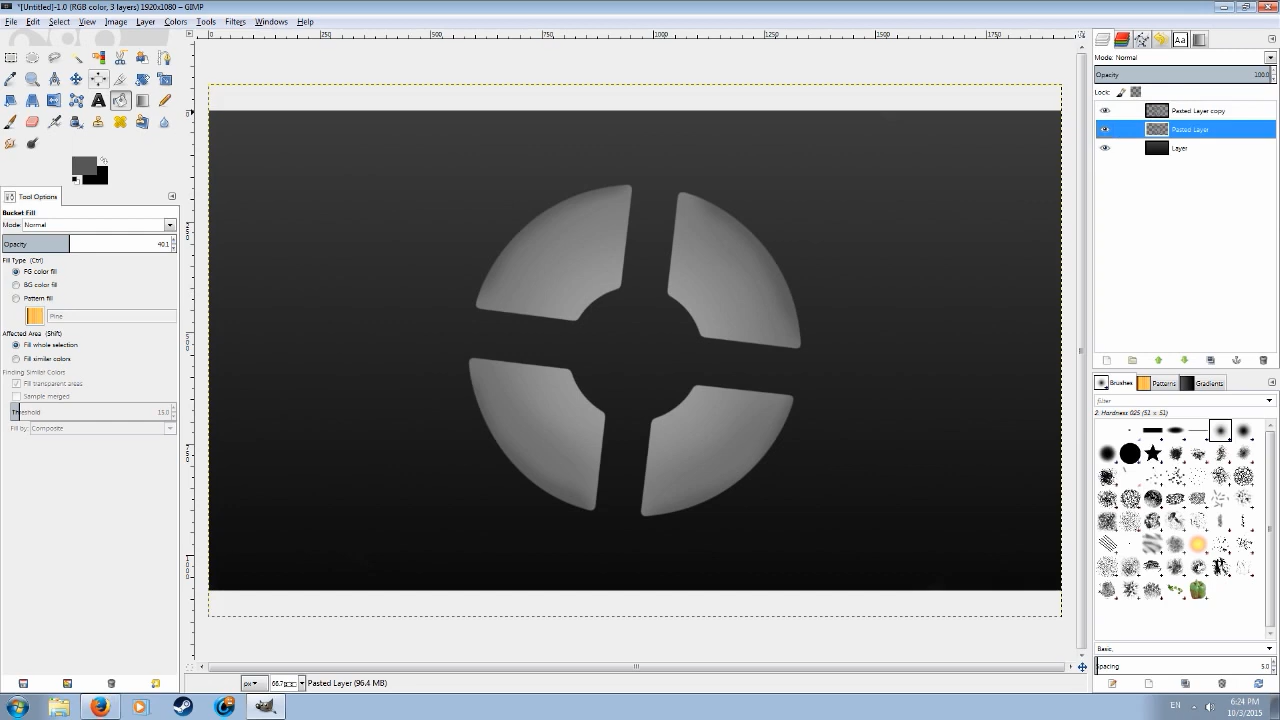 *[Untitled]-1.0 (RGB color, 3 layers) 1920x1080 – GIMP
File Edit Select View Image Layer Colors Tools Filters Windows Help
Tool Options
Bucket Fill
Mode: Normal
Opacity 40.1
Fill Type (Ctrl)
FG color fill
BG color fill
Pattern fill
Pine
Affected Area (Shift)
Fill whole selection
Fill similar colors
Finding Similar Colors
Fill transparent areas
Sample merged
Threshold 15.0
Fill by: Composite
0 250 500 750 1000 1250 1500 1750
px 66.7 Pasted Layer (96.4 MB)
Mode: Normal
Opacity 100.0
Lock:
Pasted Layer copy
Pasted Layer
Layer
Brushes Patterns Gradients
filter
2. Hardness 025 (51 × 51)
Basic,
Spacing 5.0
EN
6:24 PM
10/3/2015